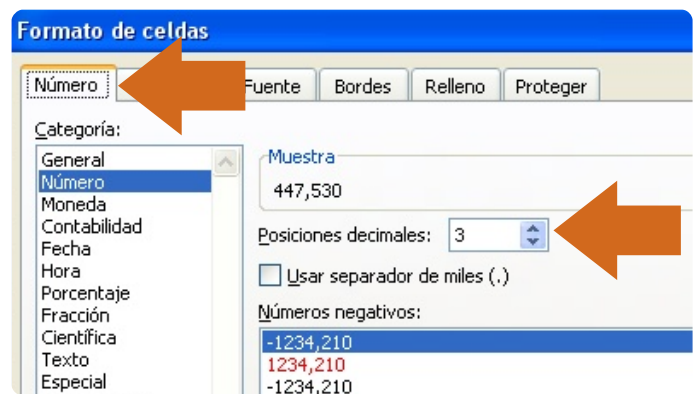 Formato de celdas
Número Fuente Bordes Relleno Proteger
Categoría:
General
Número
Moneda
Contabilidad
Fecha
Hora
Porcentaje
Fracción
Científica
Texto
Especial
Muestra
447,530
Posiciones decimales: 3
Usar separador de miles (.)
Números negativos:
-1234,210
1234,210
-1234,210